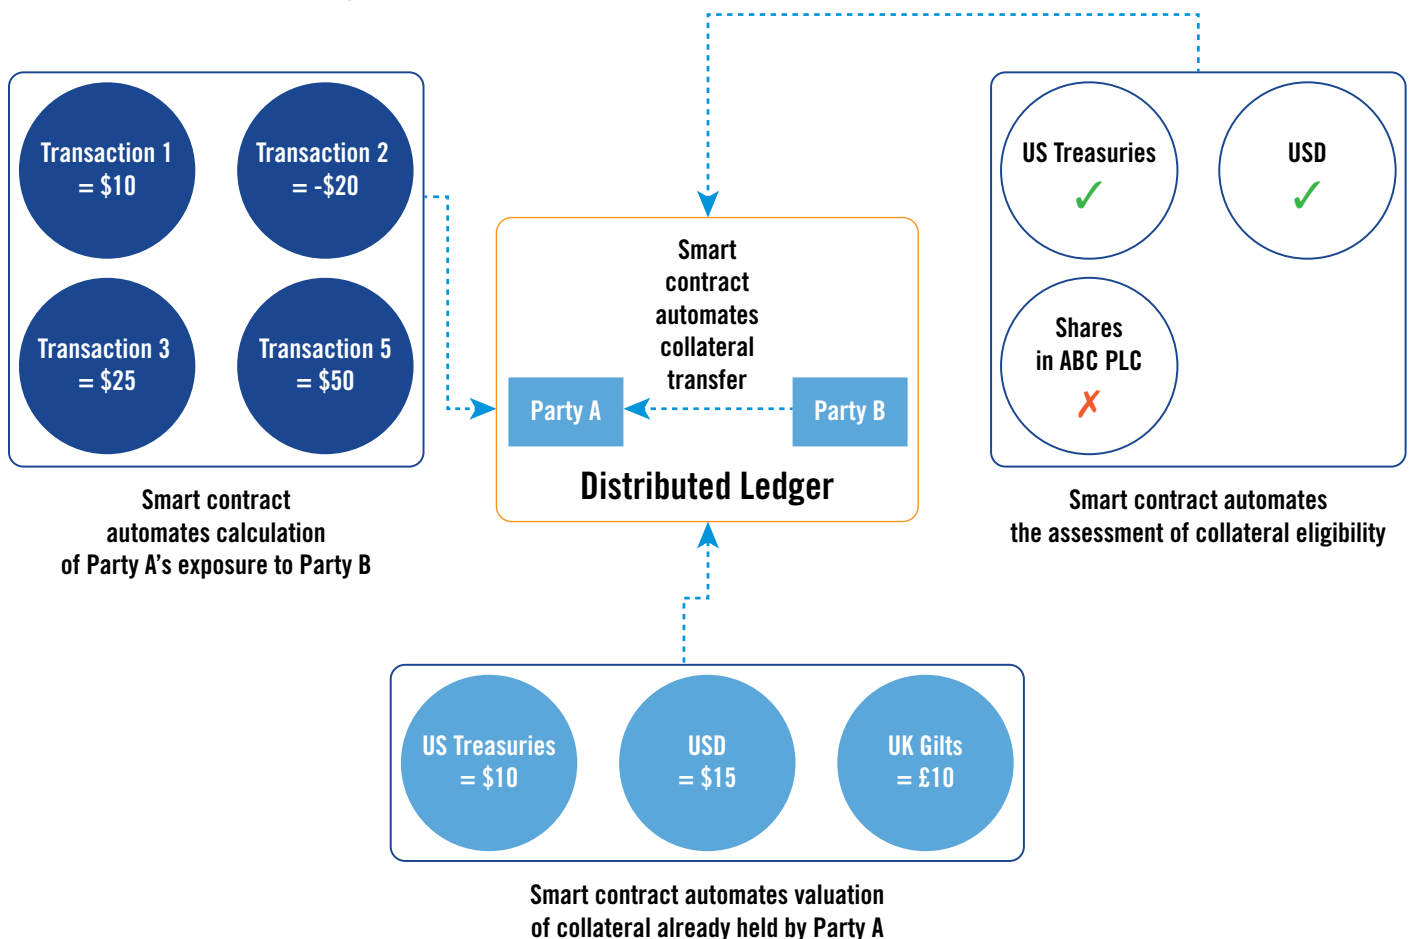 Transaction 1
= $10
Transaction 2
= -$20
Transaction 3
= $25
Transaction 5
= $50
Smart contract
automates calculation
of Party A's exposure to Party B
Smart
contract
automates
collateral
transfer
Party A
Party B
Distributed Ledger
US Treasuries
✓
USD
✓
Shares
in ABC PLC
✗
Smart contract automates
the assessment of collateral eligibility
US Treasuries
= $10
USD
= $15
UK Gilts
= £10
Smart contract automates valuation
of collateral already held by Party A